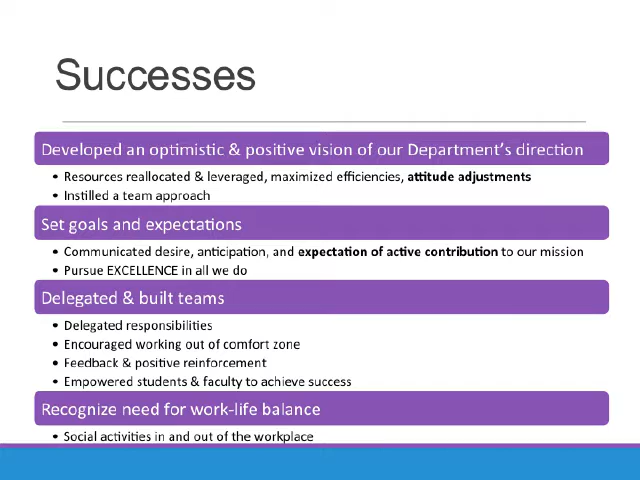 Successes
Developed an optimistic & positive vision of our Department's direction
• Resources reallocated & leveraged, maximized efficiencies, attitude adjustments
• Instilled a team approach
Set goals and expectations
• Communicated desire, anticipation, and expectation of active contribution to our mission
• Pursue EXCELLENCE in all we do
Delegated & built teams
• Delegated responsibilities
• Encouraged working out of comfort zone
• Feedback & positive reinforcement
• Empowered students & faculty to achieve success
Recognize need for work-life balance
• Social activities in and out of the workplace